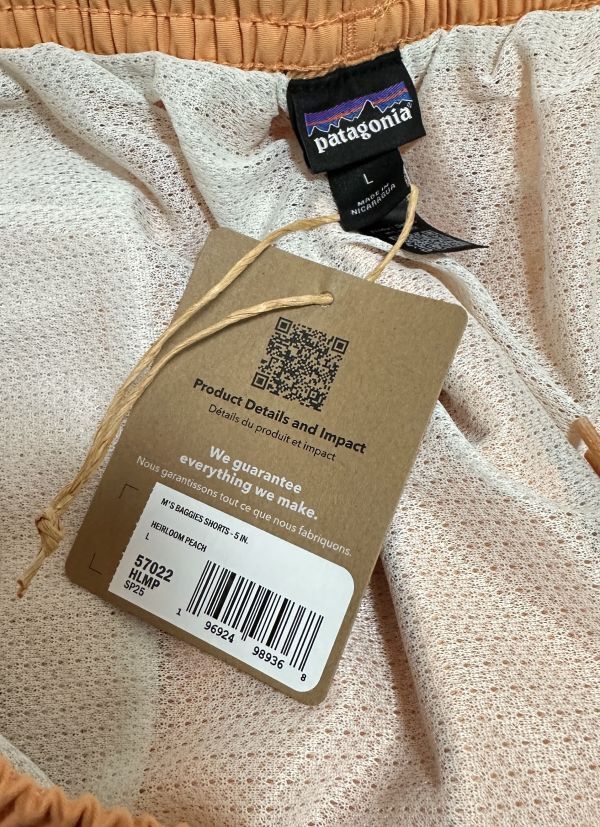 patagonia
L
MADE IN
NICARAGUA
Product Details and Impact
Détails du produit et impact
We guarantee
everything we make.
Nous garantissons tout ce que nous fabriquons.
M'S BAGGIES SHORTS - 5 IN.
HEIRLOOM PEACH
L
57022
HLMP
SP25
1 96924 98936 8